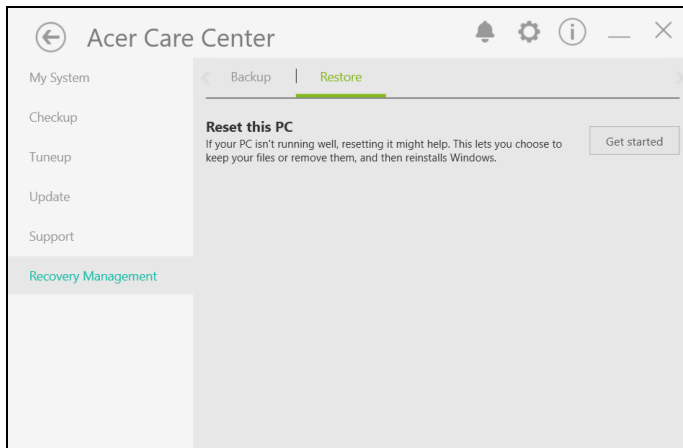 Acer Care Center
My System
Backup
Restore
Checkup
Reset this PC
If your PC isn't running well, resetting it might help. This lets you choose to
keep your files or remove them, and then reinstalls Windows.
Get started
Tuneup
Update
Support
Recovery Management